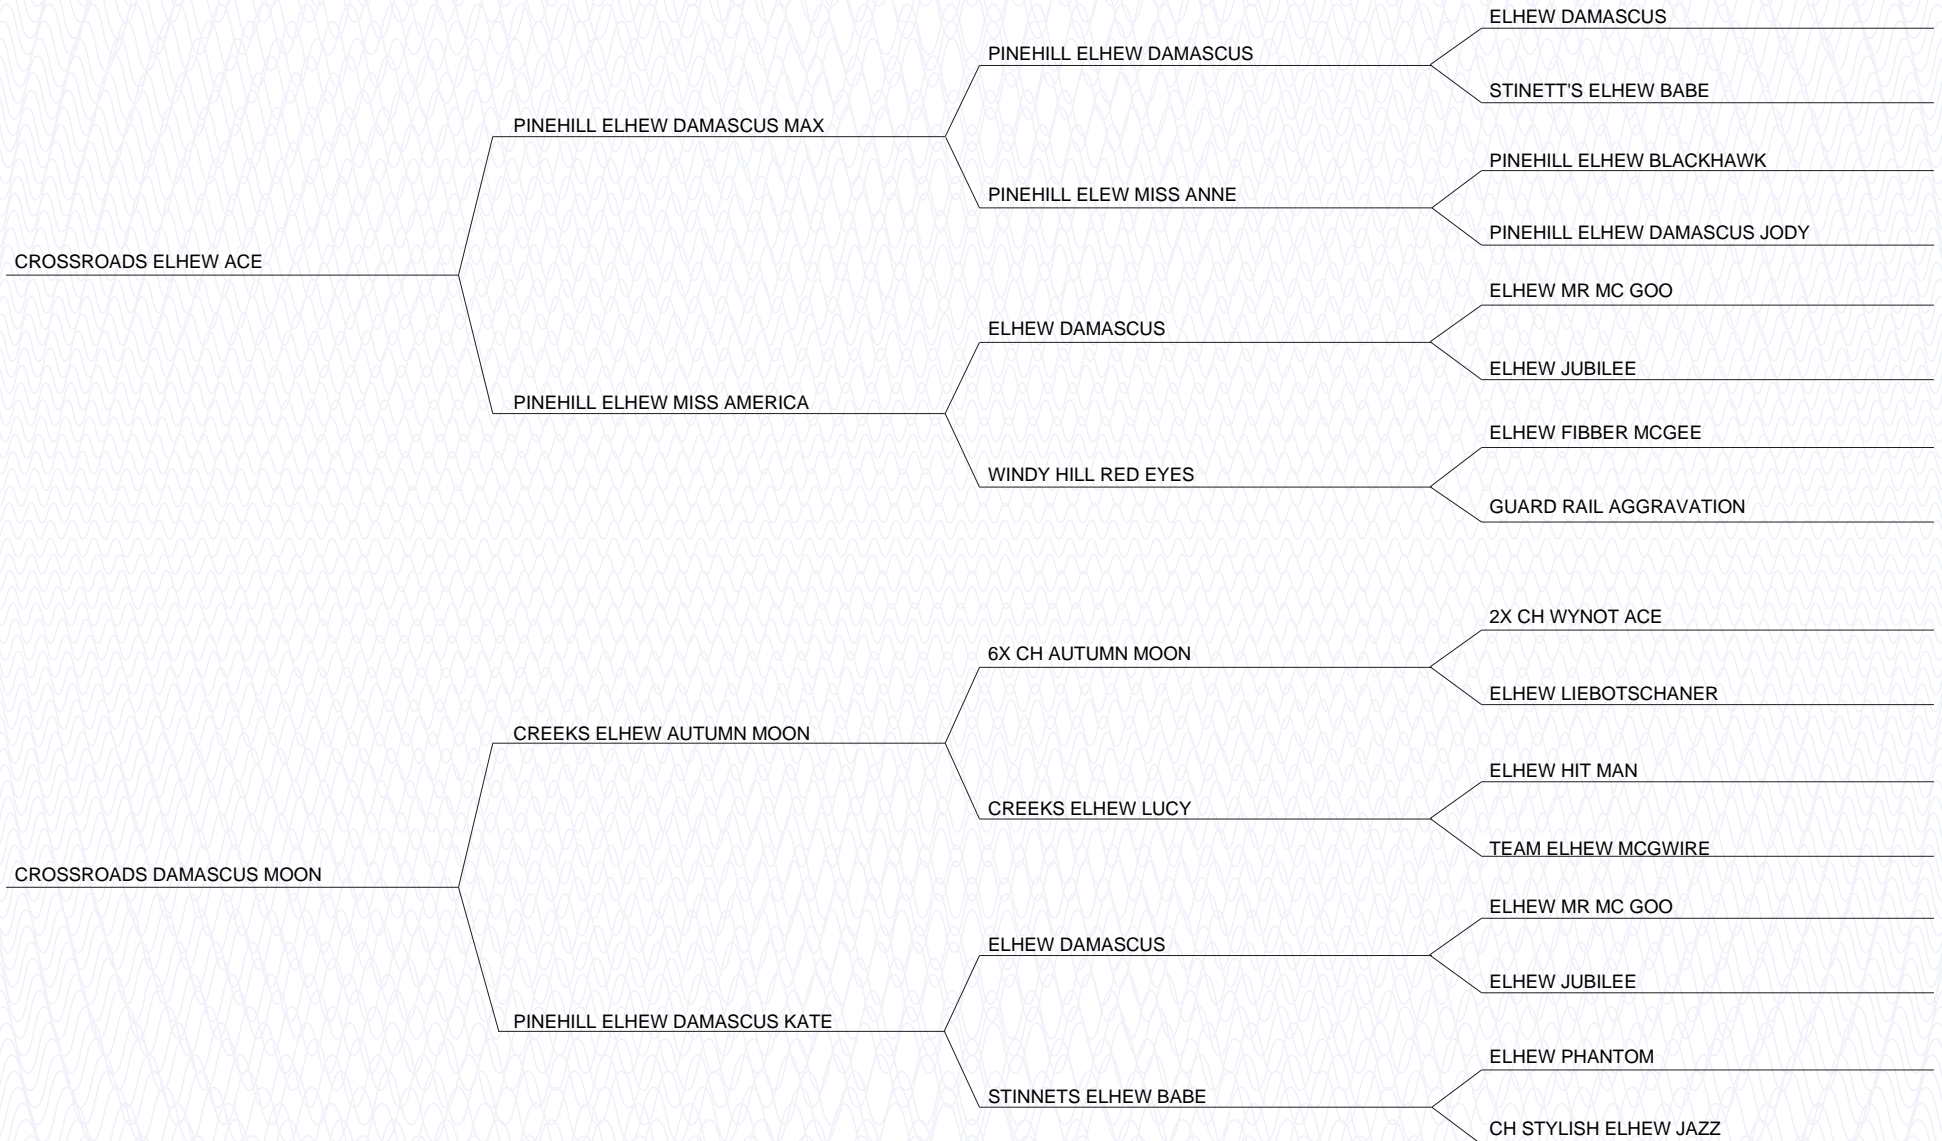 ELHEW DAMASCUS
PINEHILL ELHEW DAMASCUS
STINETT'S ELHEW BABE
PINEHILL ELHEW DAMASCUS MAX
PINEHILL ELHEW BLACKHAWK
PINEHILL ELEW MISS ANNE
PINEHILL ELHEW DAMASCUS JODY
CROSSROADS ELHEW ACE
ELHEW MR MC GOO
ELHEW DAMASCUS
ELHEW JUBILEE
PINEHILL ELHEW MISS AMERICA
ELHEW FIBBER MCGEE
WINDY HILL RED EYES
GUARD RAIL AGGRAVATION
2X CH WYNOT ACE
6X CH AUTUMN MOON
ELHEW LIEBOTSCHANER
CREEKS ELHEW AUTUMN MOON
ELHEW HIT MAN
CREEKS ELHEW LUCY
TEAM ELHEW MCGWIRE
CROSSROADS DAMASCUS MOON
ELHEW MR MC GOO
ELHEW DAMASCUS
ELHEW JUBILEE
PINEHILL ELHEW DAMASCUS KATE
ELHEW PHANTOM
STINNETS ELHEW BABE
CH STYLISH ELHEW JAZZ